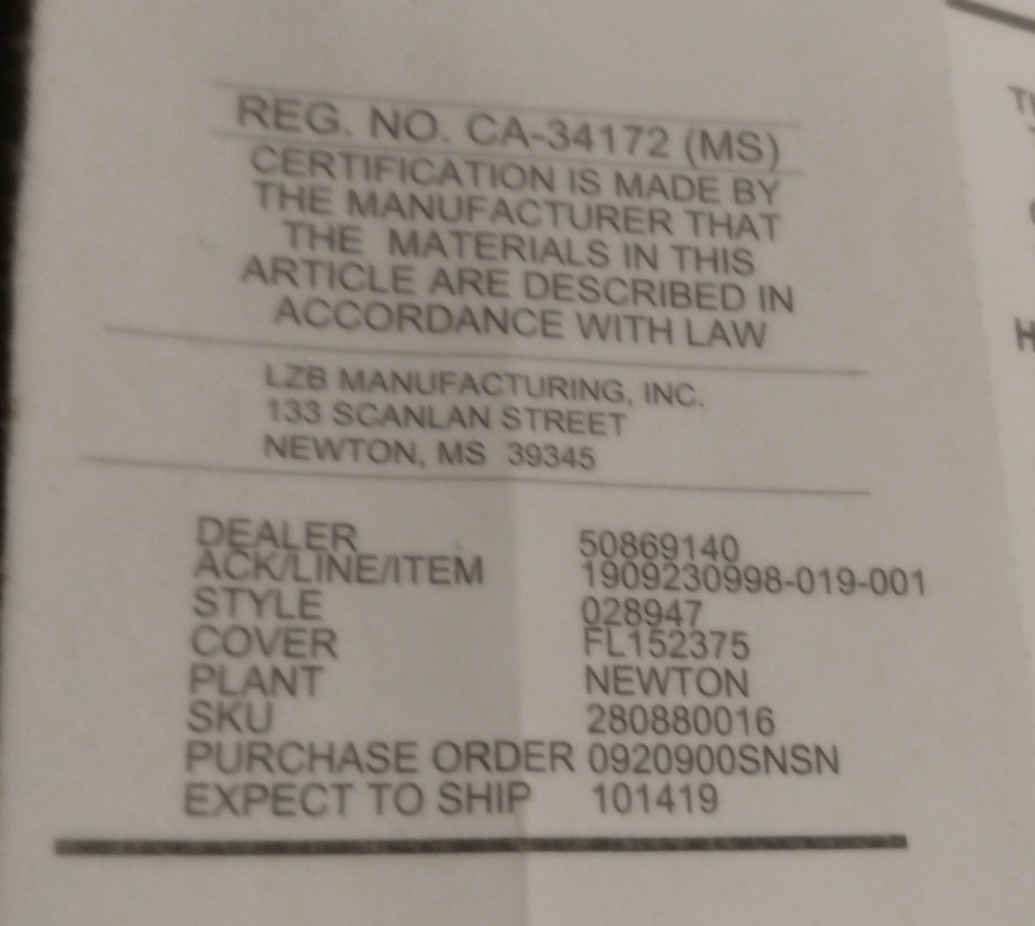 REG. NO. CA-34172 (MS)
CERTIFICATION IS MADE BY
THE MANUFACTURER THAT
THE MATERIALS IN THIS
ARTICLE ARE DESCRIBED IN
ACCORDANCE WITH LAW
LZB MANUFACTURING, INC.
133 SCANLAN STREET
NEWTON, MS 39345
DEALER 50869140
ACK/LINE/ITEM 1909230998-019-001
STYLE 028947
COVER FL152375
PLANT NEWTON
SKU 280880016
PURCHASE ORDER 0920900SNSN
EXPECT TO SHIP 101419